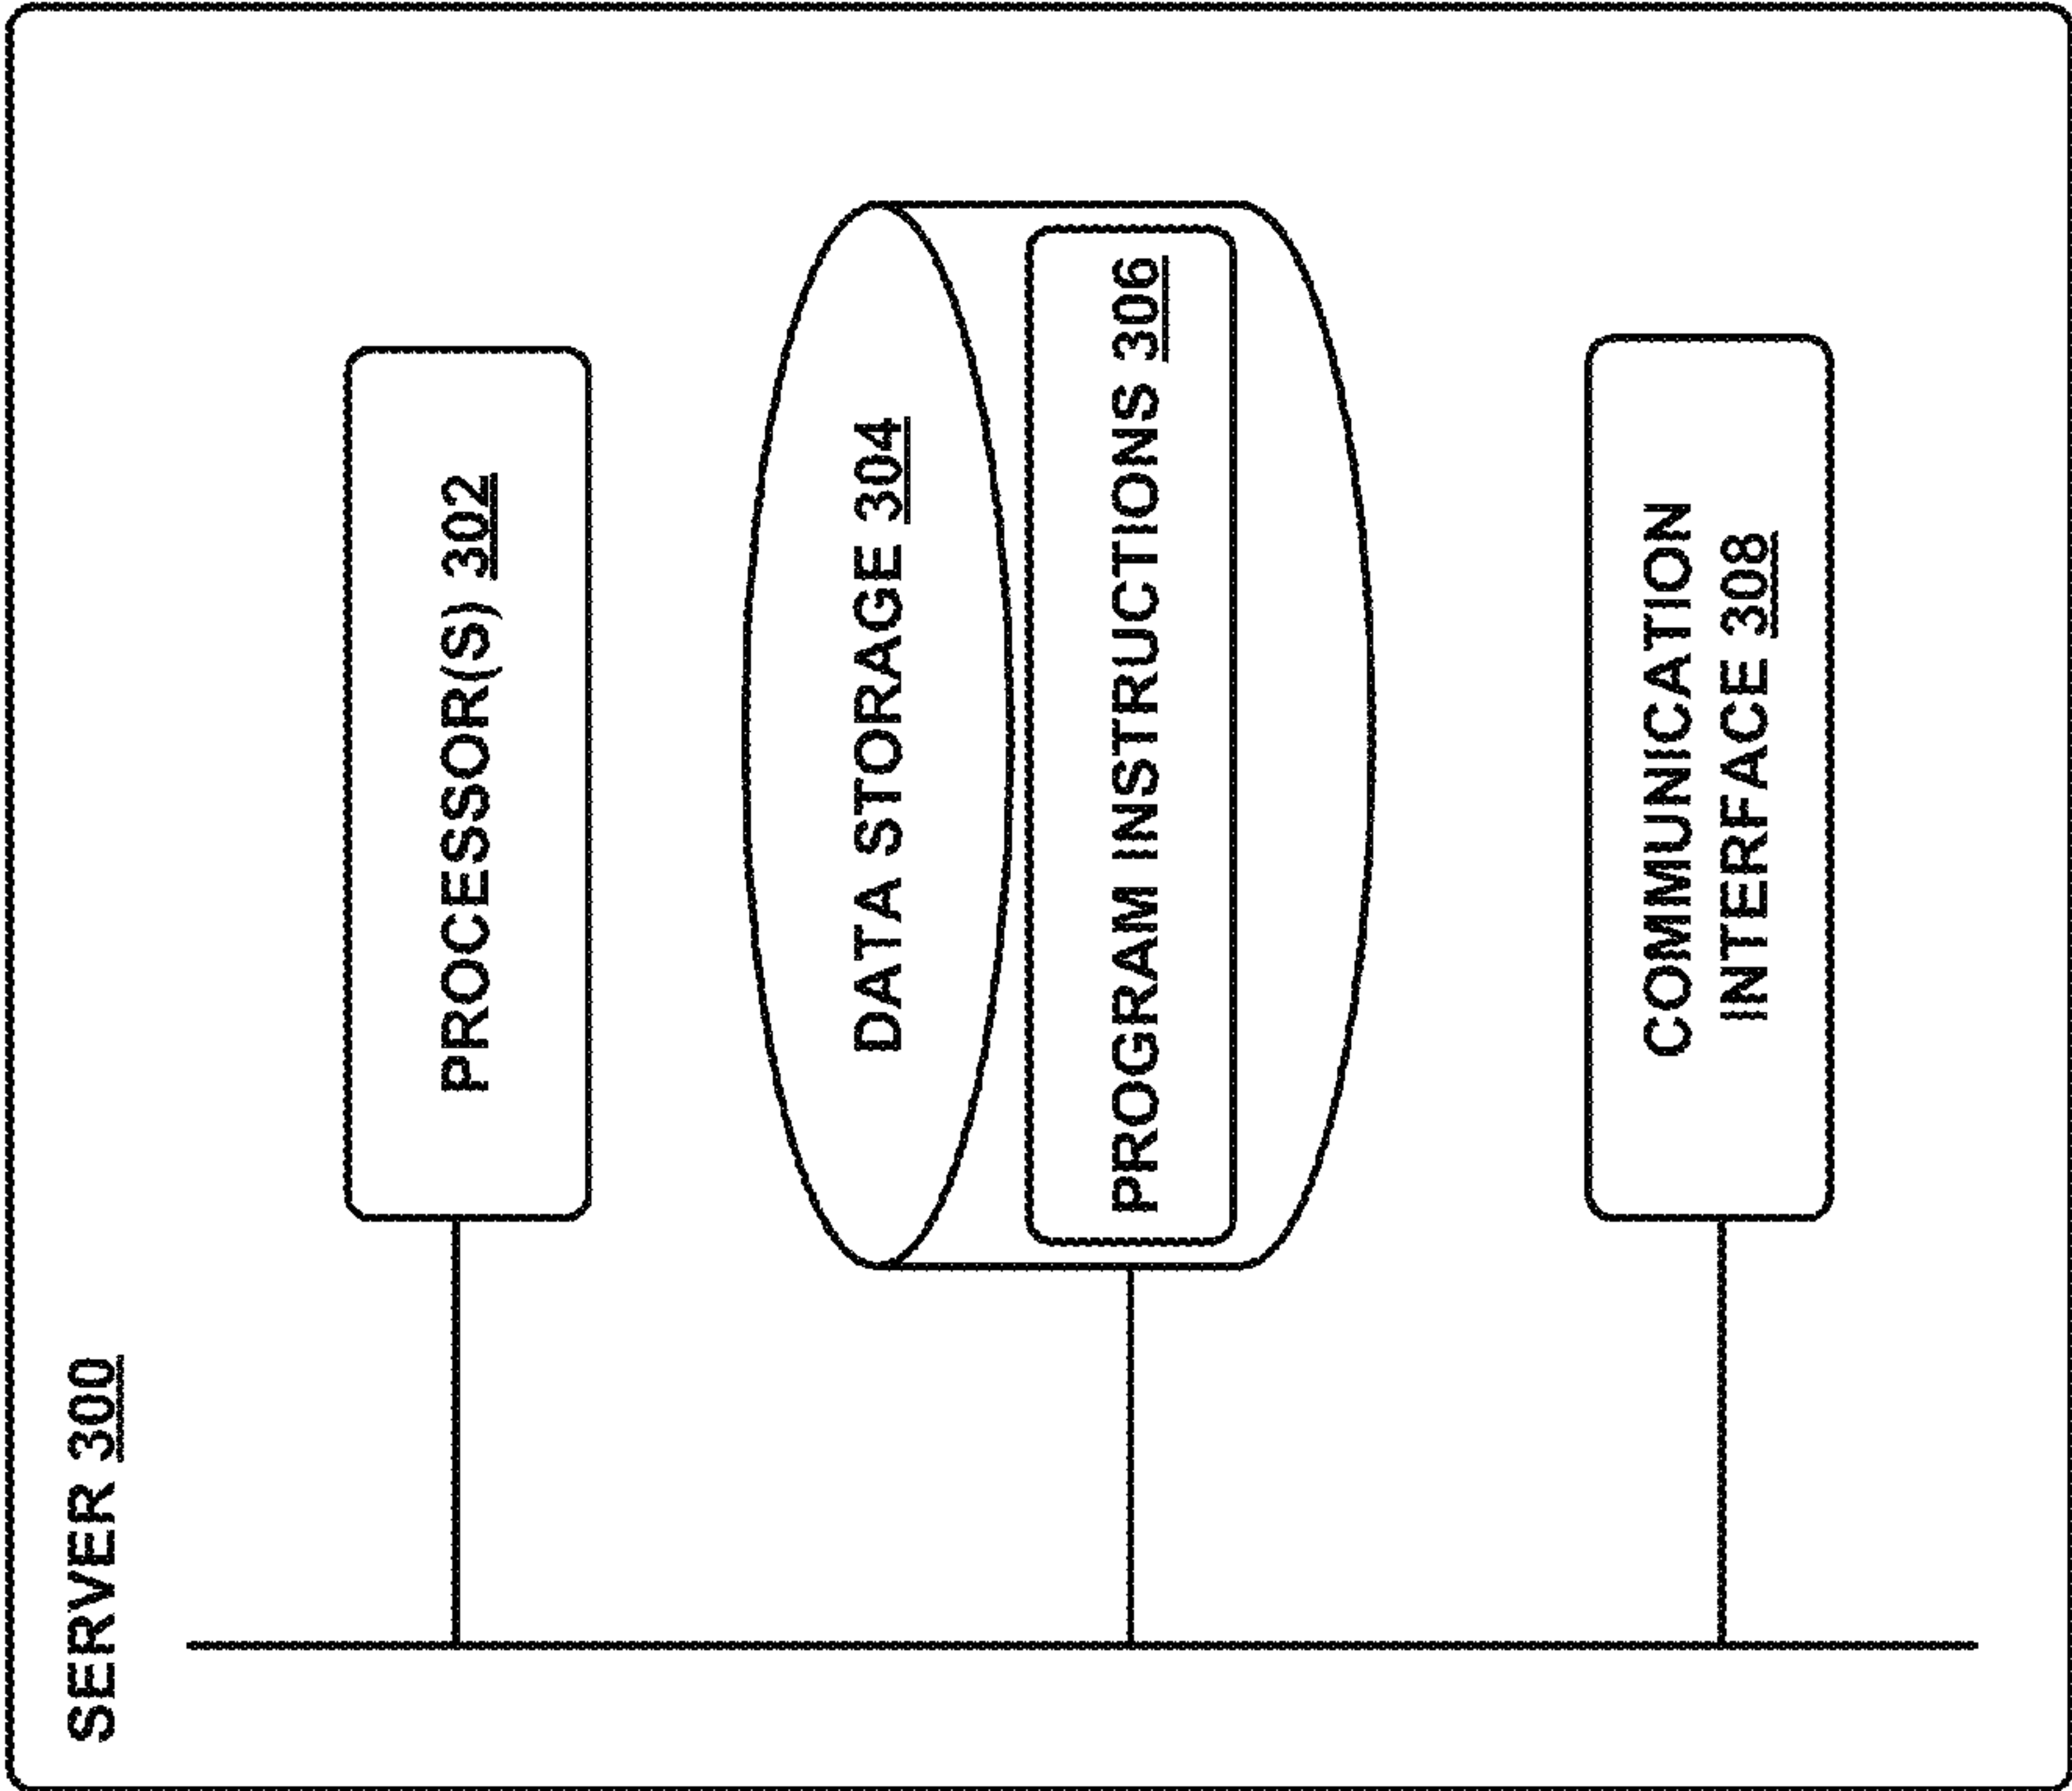 SERVER 300
PROCESSOR(S) 302
DATA STORAGE 304
PROGRAM INSTRUCTIONS 306
COMMUNICATION
INTERFACE 308